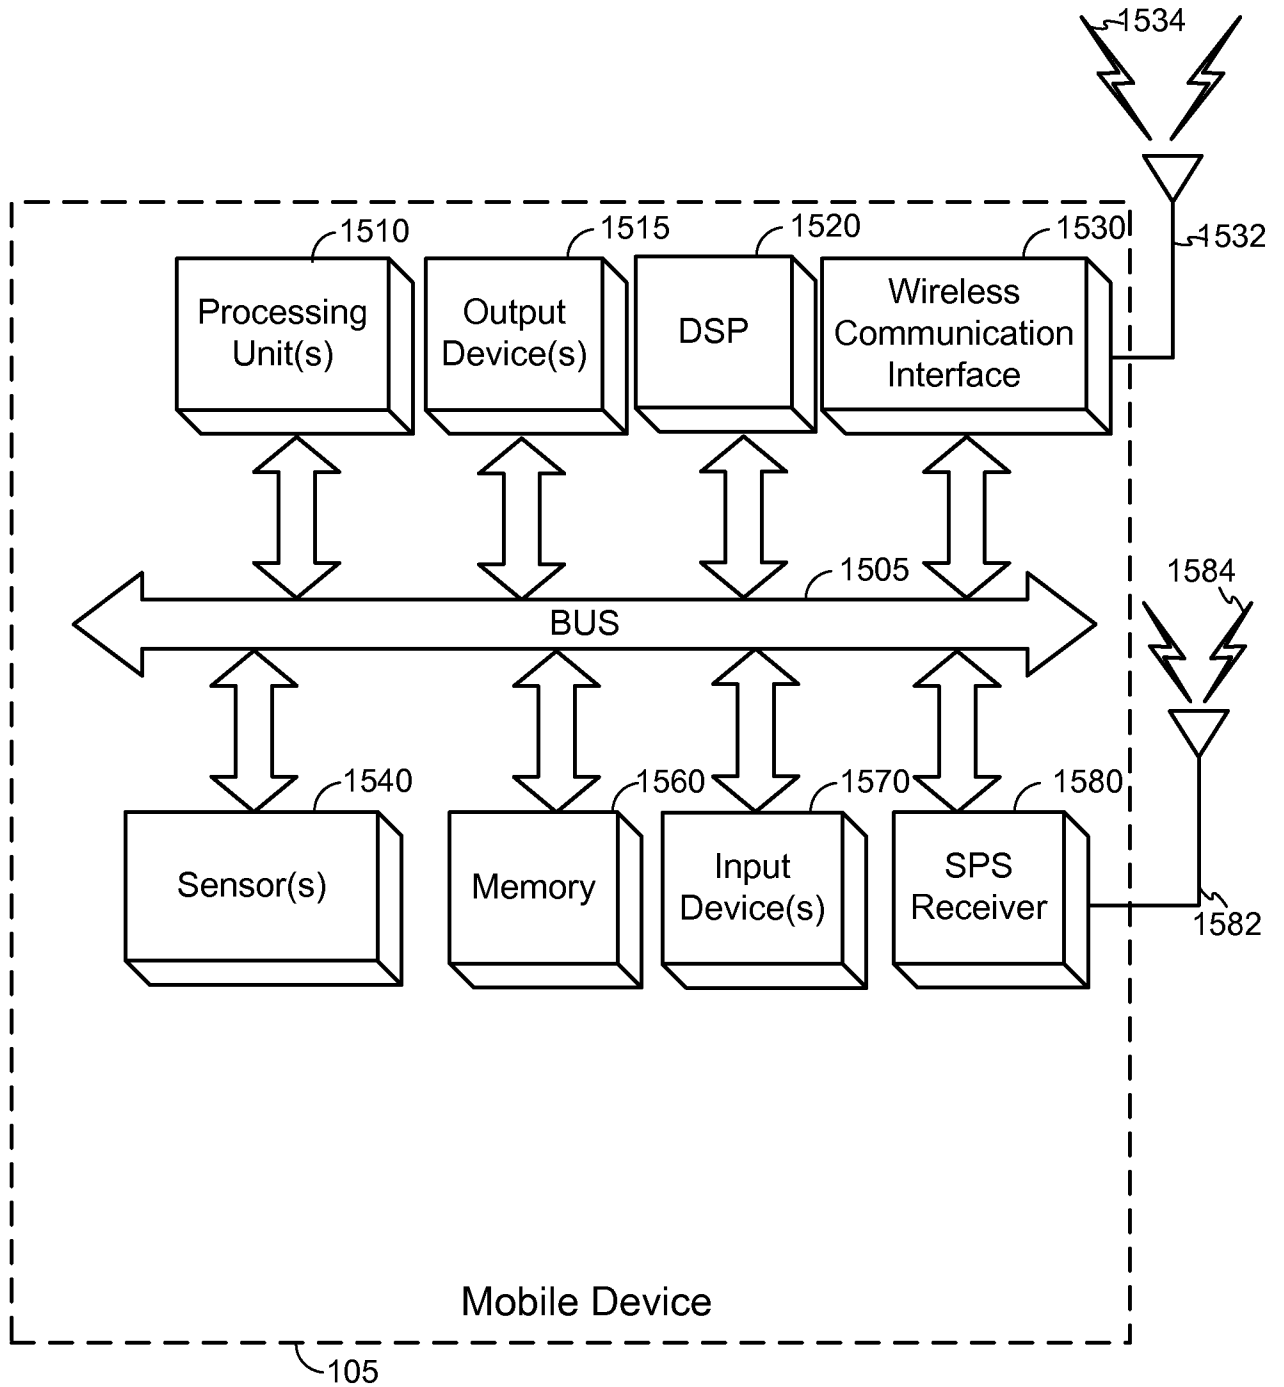 1534
1532
1510
1515
1520
1530
Processing
Unit(s)
Output
Device(s)
DSP
Wireless
Communication
Interface
1505
BUS
1584
1582
1540
1560
1570
1580
Sensor(s)
Memory
Input
Device(s)
SPS
Receiver
Mobile Device
105